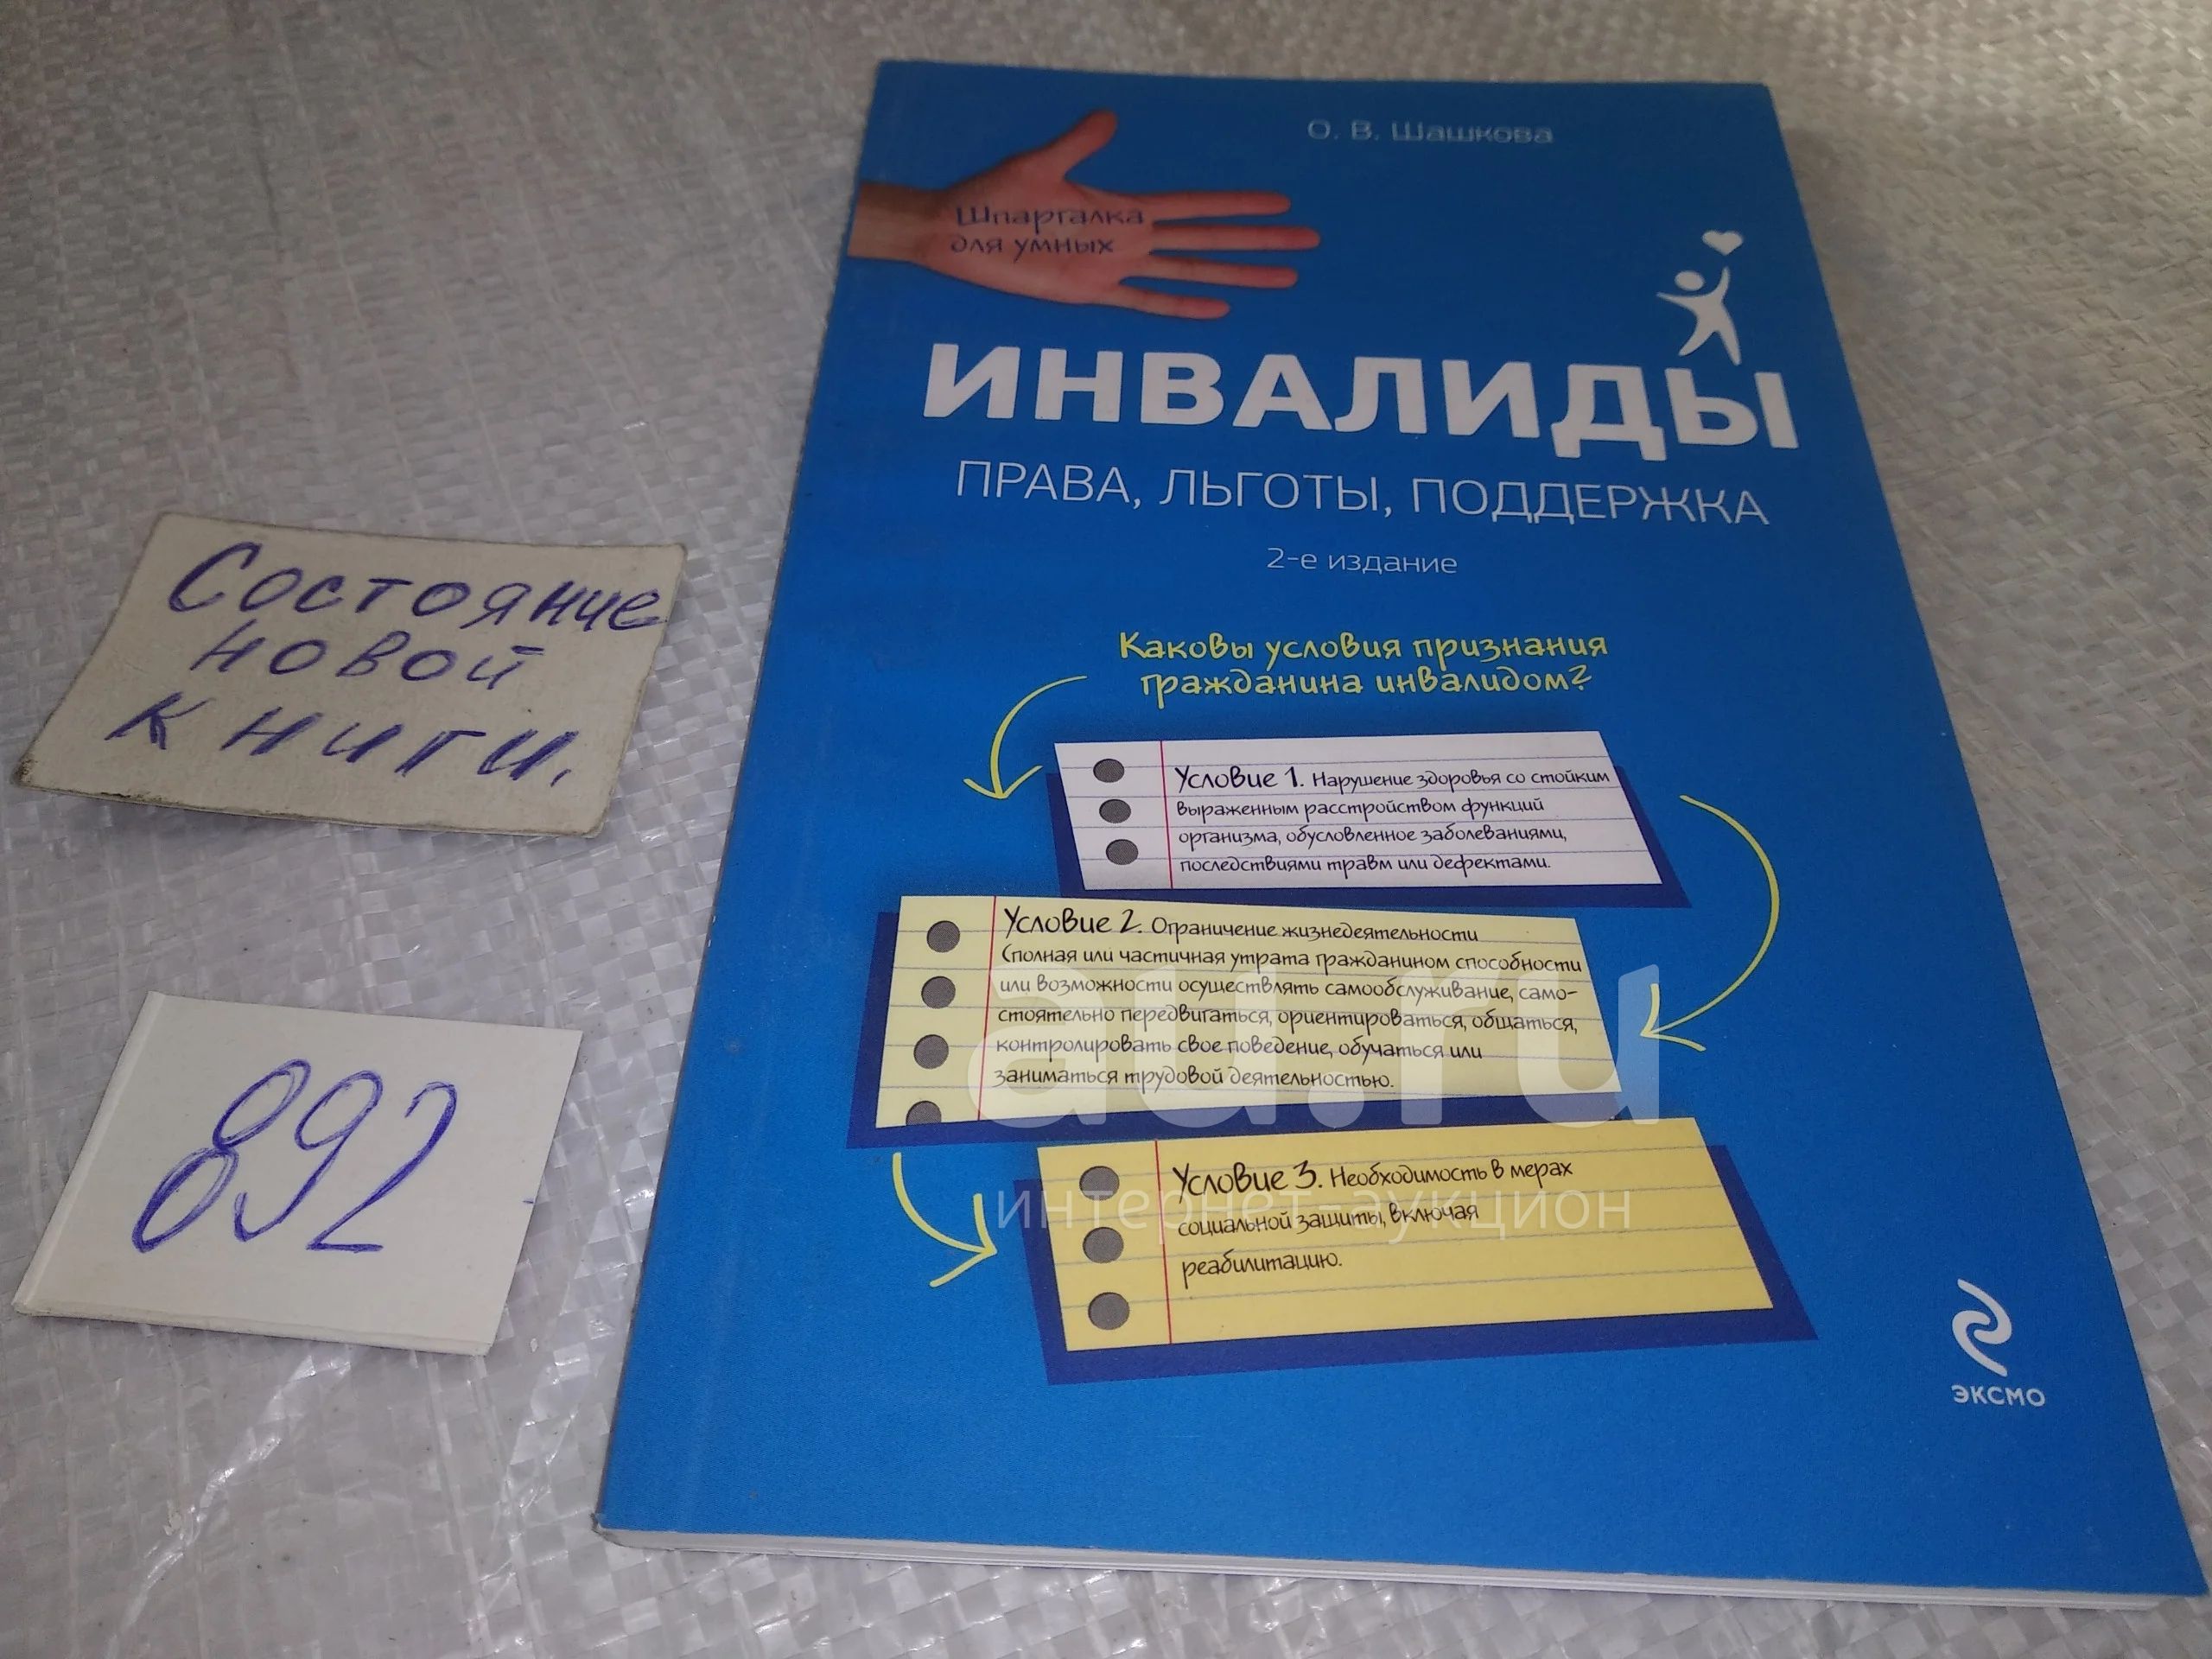 О. В. Шашкова
Шпаргалка
для умных
ИНВАЛИДЫ
ПРАВА, ЛЬГОТЫ, ПОДДЕРЖКА
2-е издание
Каковы условия признания
гражданина инвалидом?
Условие 1. Нарушение здоровья со стойким
выраженным расстройством функций
организма, обусловленное заболеваниями,
последствиями травм или дефектами.
Условие 2. Ограничение жизнедеятельности
(полная или частичная утрата гражданином способности
или возможности осуществлять самообслуживание, само-
стоятельно передвигаться, ориентироваться, общаться,
контролировать свое поведение, обучаться или
заниматься трудовой деятельностью.
Условие 3. Необходимость в мерах
социальной защиты, включая
реабилитацию.
ЭКСМО
Состояние
новой
книги.
892
au.ru
интернет-аукцион